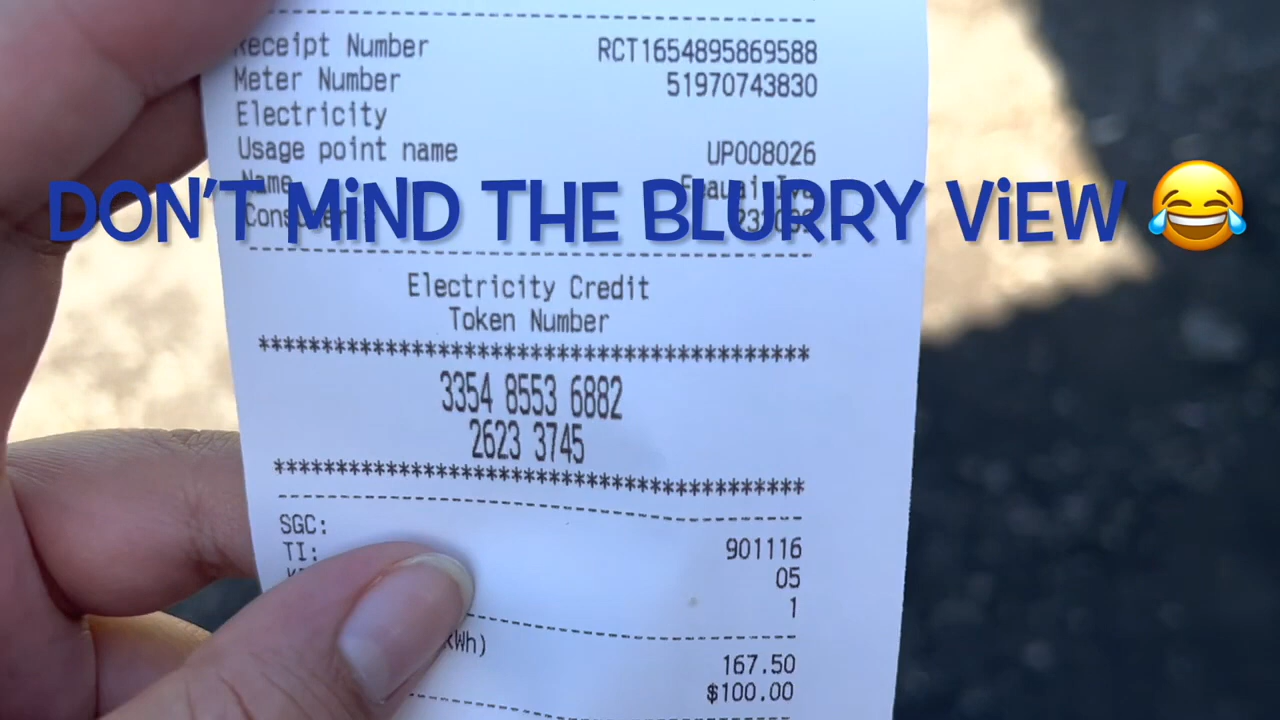 Receipt Number RCT1654895869588
Meter Number 51970743830
Electricity
Usage point name UP008026
Name
DON'T MiND THE BLURRY ViEW 😂
Electricity Credit
Token Number
*****************************************************
3354 8553 6882
2623 3745
*****************************************************
SGC: 901116
TI: 05
1
kWh) 167.50
$100.00